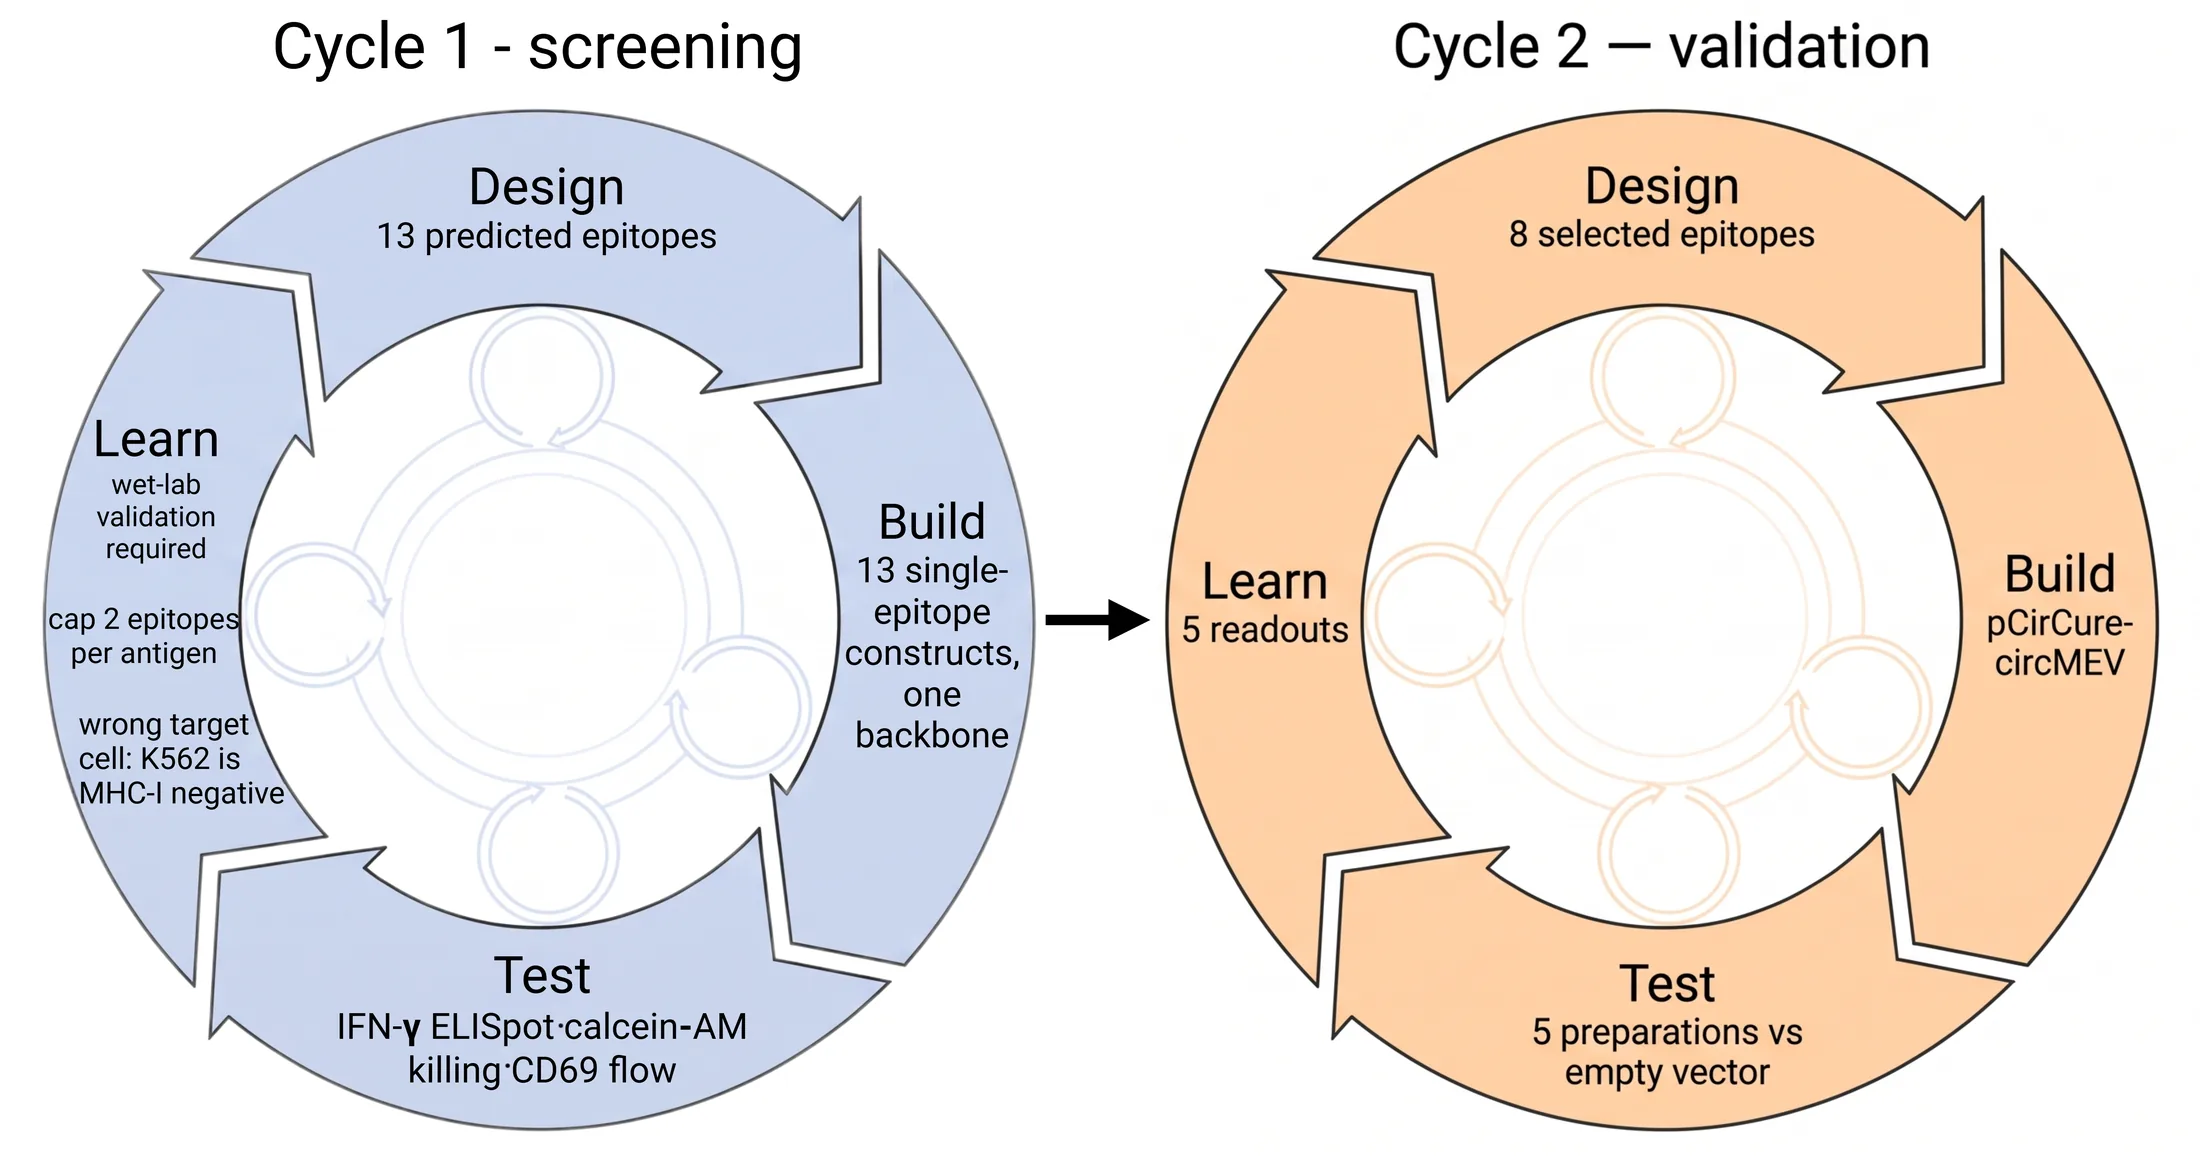 Cycle 1 - screening
Design
13 predicted epitopes
Build
13 single-
epitope
constructs,
one
backbone
Test
IFN-γ ELISpot·calcein-AM
killing·CD69 flow
Learn
wet-lab
validation
required
cap 2 epitopes
per antigen
wrong target
cell: K562 is
MHC-I negative
Cycle 2 — validation
Design
8 selected epitopes
Build
pCirCure-
circMEV
Test
5 preparations vs
empty vector
Learn
5 readouts